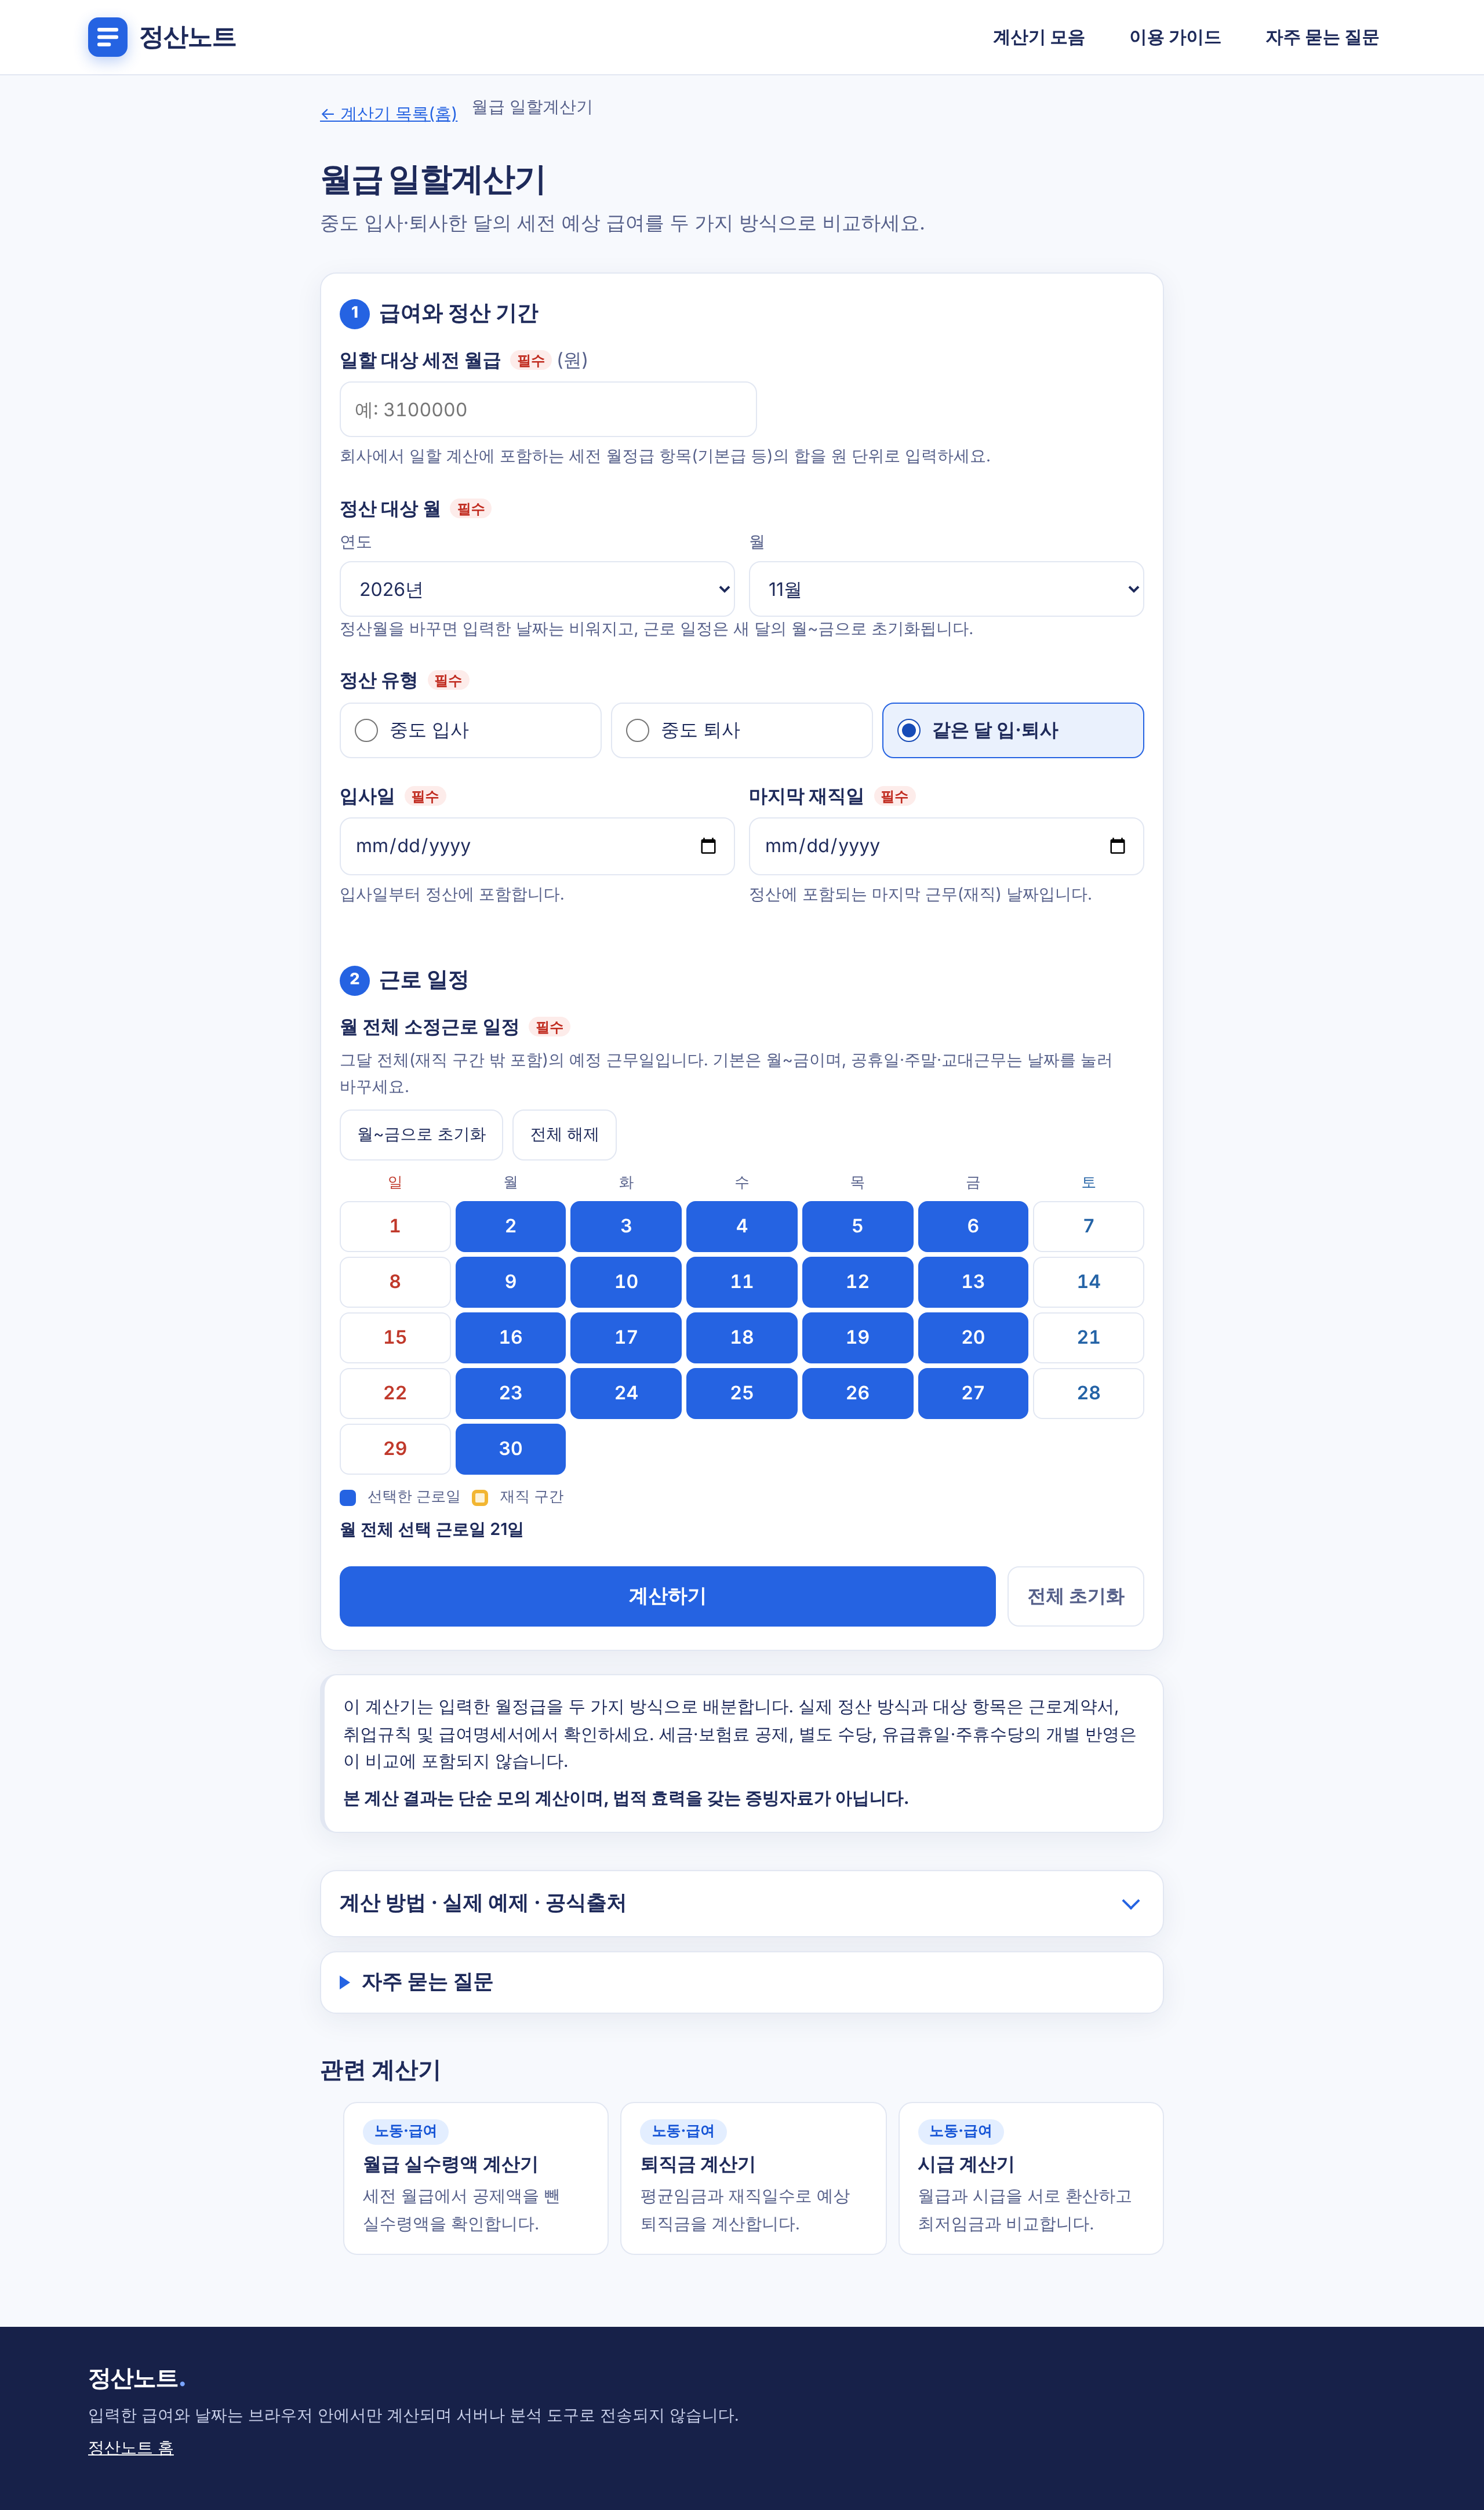 정산노트
계산기 모음 이용 가이드 자주 묻는 질문
← 계산기 목록(홈) 월급 일할계산기
월급 일할계산기
중도 입사·퇴사한 달의 세전 예상 급여를 두 가지 방식으로 비교하세요.
1 급여와 정산 기간
일할 대상 세전 월급 필수 (원)
예: 3100000
회사에서 일할 계산에 포함하는 세전 월정급 항목(기본급 등)의 합을 원 단위로 입력하세요.
정산 대상 월 필수
연도 월
2026년 11월
정산월을 바꾸면 입력한 날짜는 비워지고, 근로 일정은 새 달의 월~금으로 초기화됩니다.
정산 유형 필수
중도 입사 중도 퇴사 같은 달 입·퇴사
입사일 필수 마지막 재직일 필수
mm/dd/yyyy mm/dd/yyyy
입사일부터 정산에 포함합니다. 정산에 포함되는 마지막 근무(재직) 날짜입니다.
2 근로 일정
월 전체 소정근로 일정 필수
그달 전체(재직 구간 밖 포함)의 예정 근무일입니다. 기본은 월~금이며, 공휴일·주말·교대근무는 날짜를 눌러
바꾸세요.
월~금으로 초기화 전체 해제
일 월 화 수 목 금 토
1 2 3 4 5 6 7
8 9 10 11 12 13 14
15 16 17 18 19 20 21
22 23 24 25 26 27 28
29 30
선택한 근로일 재직 구간
월 전체 선택 근로일 21일
계산하기 전체 초기화
이 계산기는 입력한 월정급을 두 가지 방식으로 배분합니다. 실제 정산 방식과 대상 항목은 근로계약서,
취업규칙 및 급여명세서에서 확인하세요. 세금·보험료 공제, 별도 수당, 유급휴일·주휴수당의 개별 반영은
이 비교에 포함되지 않습니다.
본 계산 결과는 단순 모의 계산이며, 법적 효력을 갖는 증빙자료가 아닙니다.
계산 방법 · 실제 예제 · 공식출처
자주 묻는 질문
관련 계산기
노동·급여 노동·급여 노동·급여
월급 실수령액 계산기 퇴직금 계산기 시급 계산기
세전 월급에서 공제액을 뺀 평균임금과 재직일수로 예상 월급과 시급을 서로 환산하고
실수령액을 확인합니다. 퇴직금을 계산합니다. 최저임금과 비교합니다.
정산노트.
입력한 급여와 날짜는 브라우저 안에서만 계산되며 서버나 분석 도구로 전송되지 않습니다.
정산노트 홈